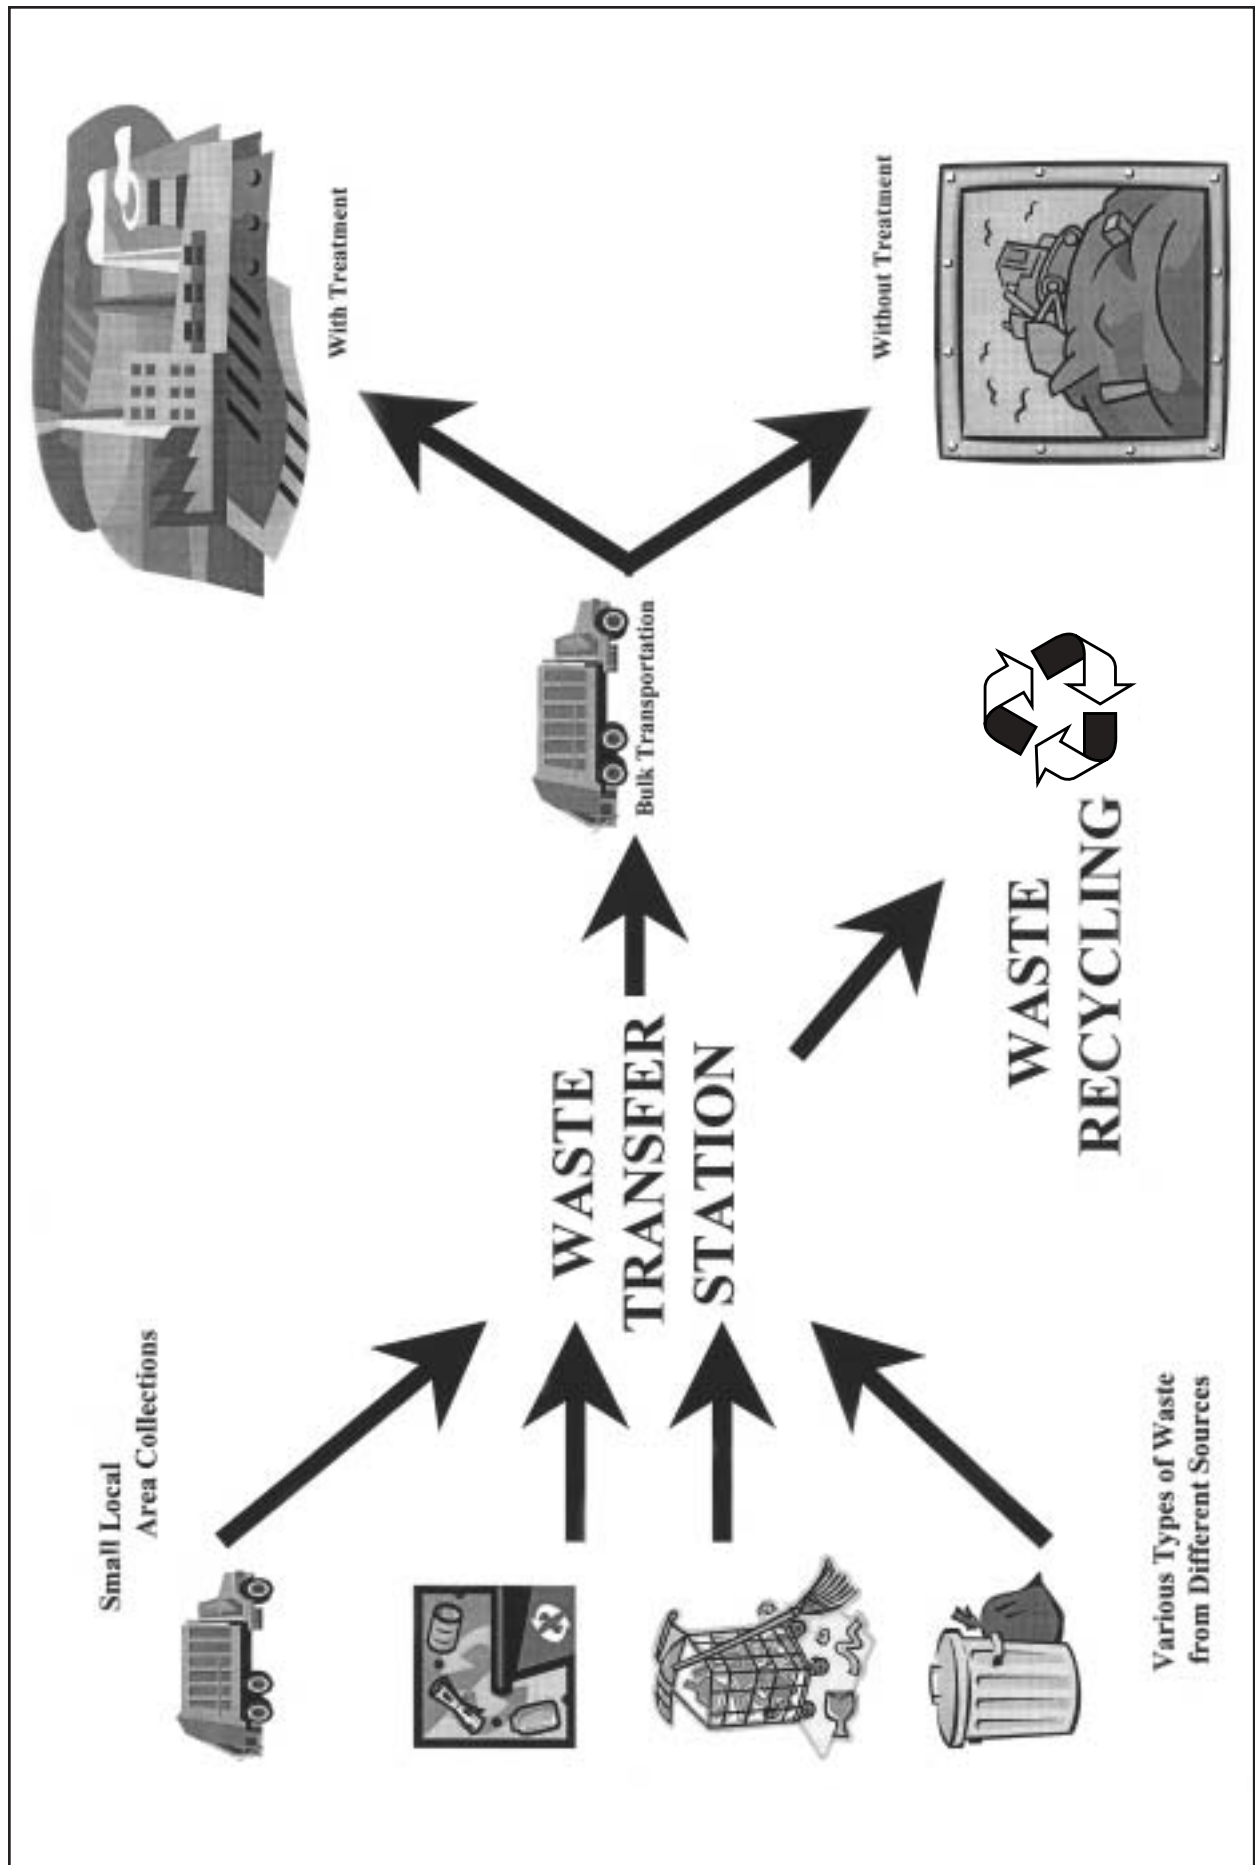 Small Local
Area Collections
Various Types of Waste
from Different Sources
WASTE
TRANSFER
STATION
Bulk Transportation
WASTE
RECYCLING
With Treatment
Without Treatment